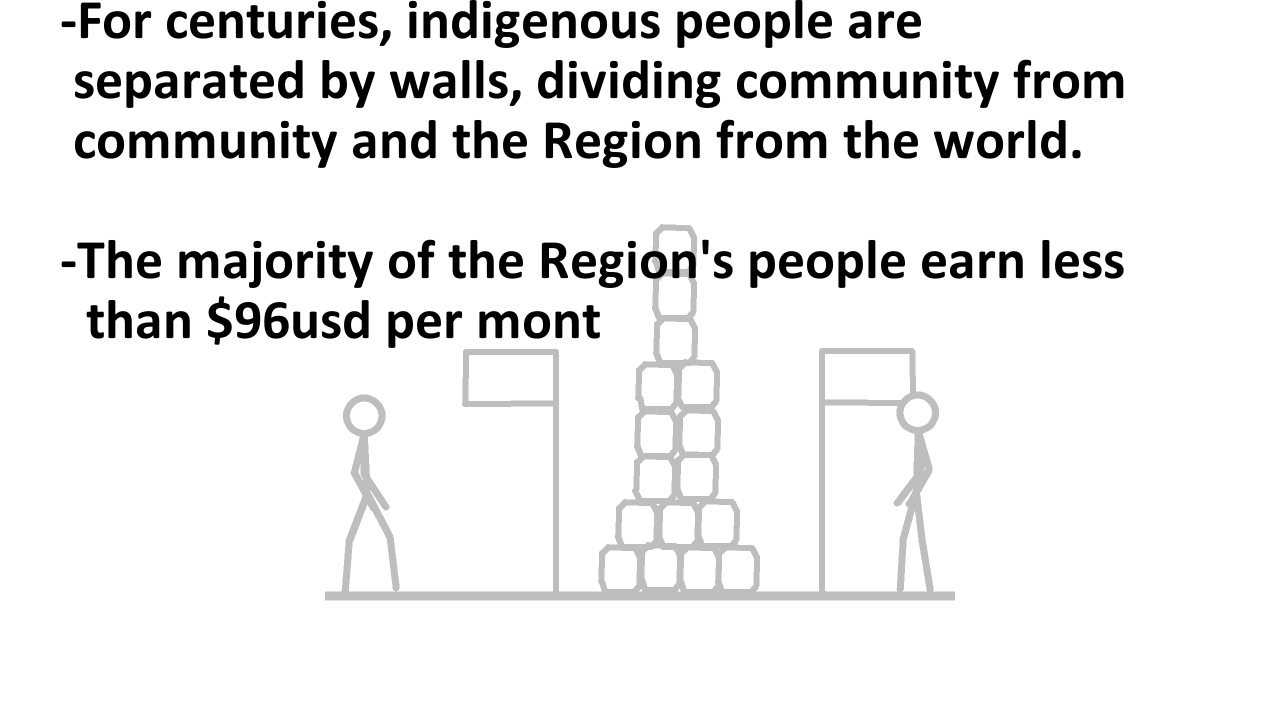 -For centuries, indigenous people are
separated by walls, dividing community from
community and the Region from the world.
-The majority of the Region's people earn less
than $96usd per mont